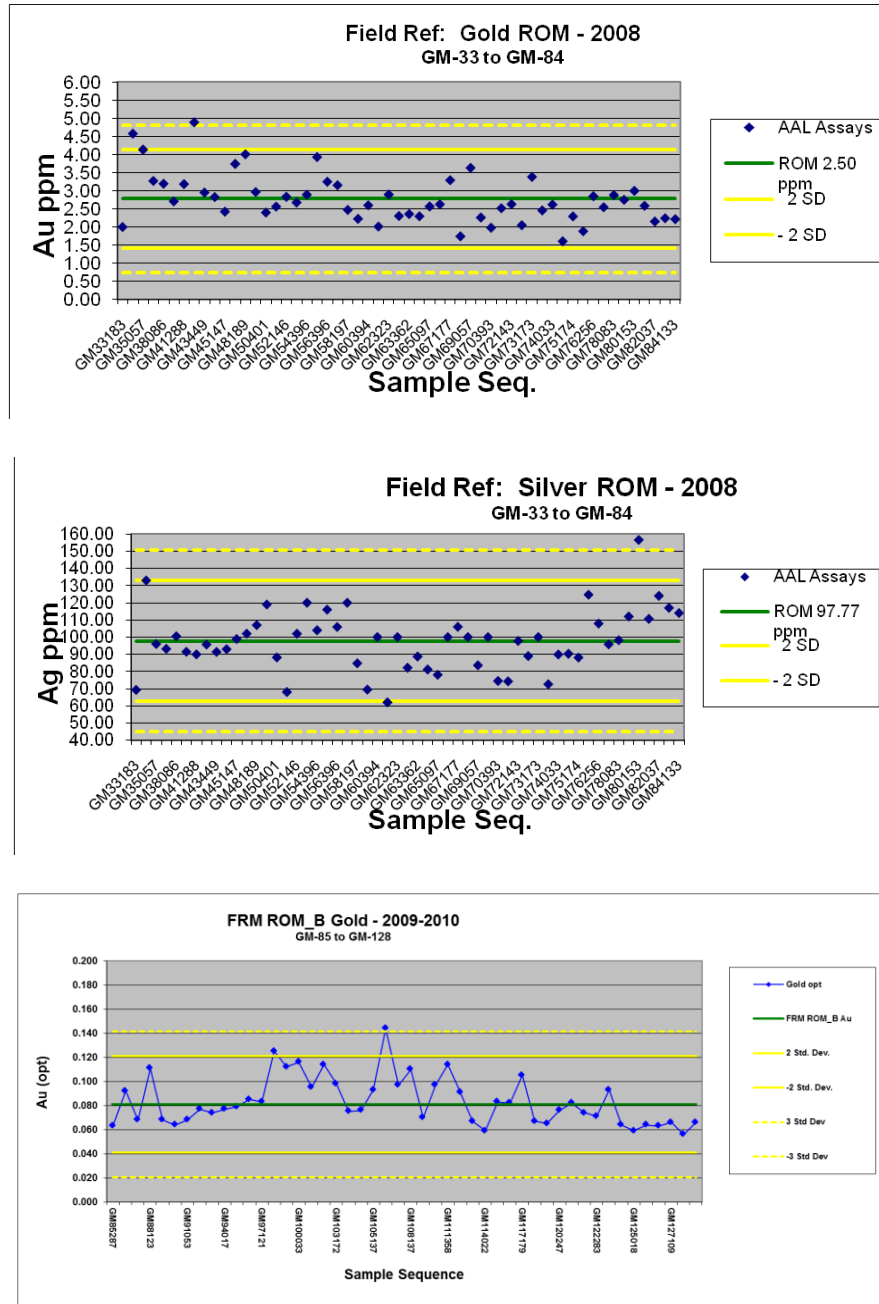 Field Ref: Gold ROM - 2008
GM-33 to GM-84
Au ppm
6.00
5.50
5.00
4.50
4.00
3.50
3.00
2.50
2.00
1.50
1.00
0.50
0.00
GM33183
GM35057
GM38086
GM41288
GM43449
GM45147
GM48189
GM50401
GM52146
GM54396
GM56396
GM58197
GM60394
GM62323
GM63362
GM65097
GM67177
GM69057
GM70393
GM72143
GM73173
GM74033
GM75174
GM76256
GM78083
GM80153
GM82037
GM84133
Sample Seq.
AAL Assays
ROM 2.50
ppm
2 SD
- 2 SD
Field Ref: Silver ROM - 2008
GM-33 to GM-84
Ag ppm
160.00
150.00
140.00
130.00
120.00
110.00
100.00
90.00
80.00
70.00
60.00
50.00
40.00
GM33183
GM35057
GM38086
GM41288
GM43449
GM45147
GM48189
GM50401
GM52146
GM54396
GM56396
GM58197
GM60394
GM62323
GM63362
GM65097
GM67177
GM69057
GM70393
GM72143
GM73173
GM74033
GM75174
GM76256
GM78083
GM80153
GM82037
GM84133
Sample Seq.
AAL Assays
ROM 97.77
ppm
2 SD
- 2 SD
FRM ROM_B Gold - 2009-2010
GM-85 to GM-128
Au (opt)
0.200
0.180
0.160
0.140
0.120
0.100
0.080
0.060
0.040
0.020
0.000
GM85287
GM88123
GM91053
GM94017
GM97121
GM100033
GM103172
GM105137
GM108137
GM111358
GM114022
GM117179
GM120247
GM122283
GM125018
GM127109
Sample Sequence
Gold opt
FRM ROM_B Au
2 Std. Dev.
-2 Std. Dev.
3 Std Dev
-3 Std Dev